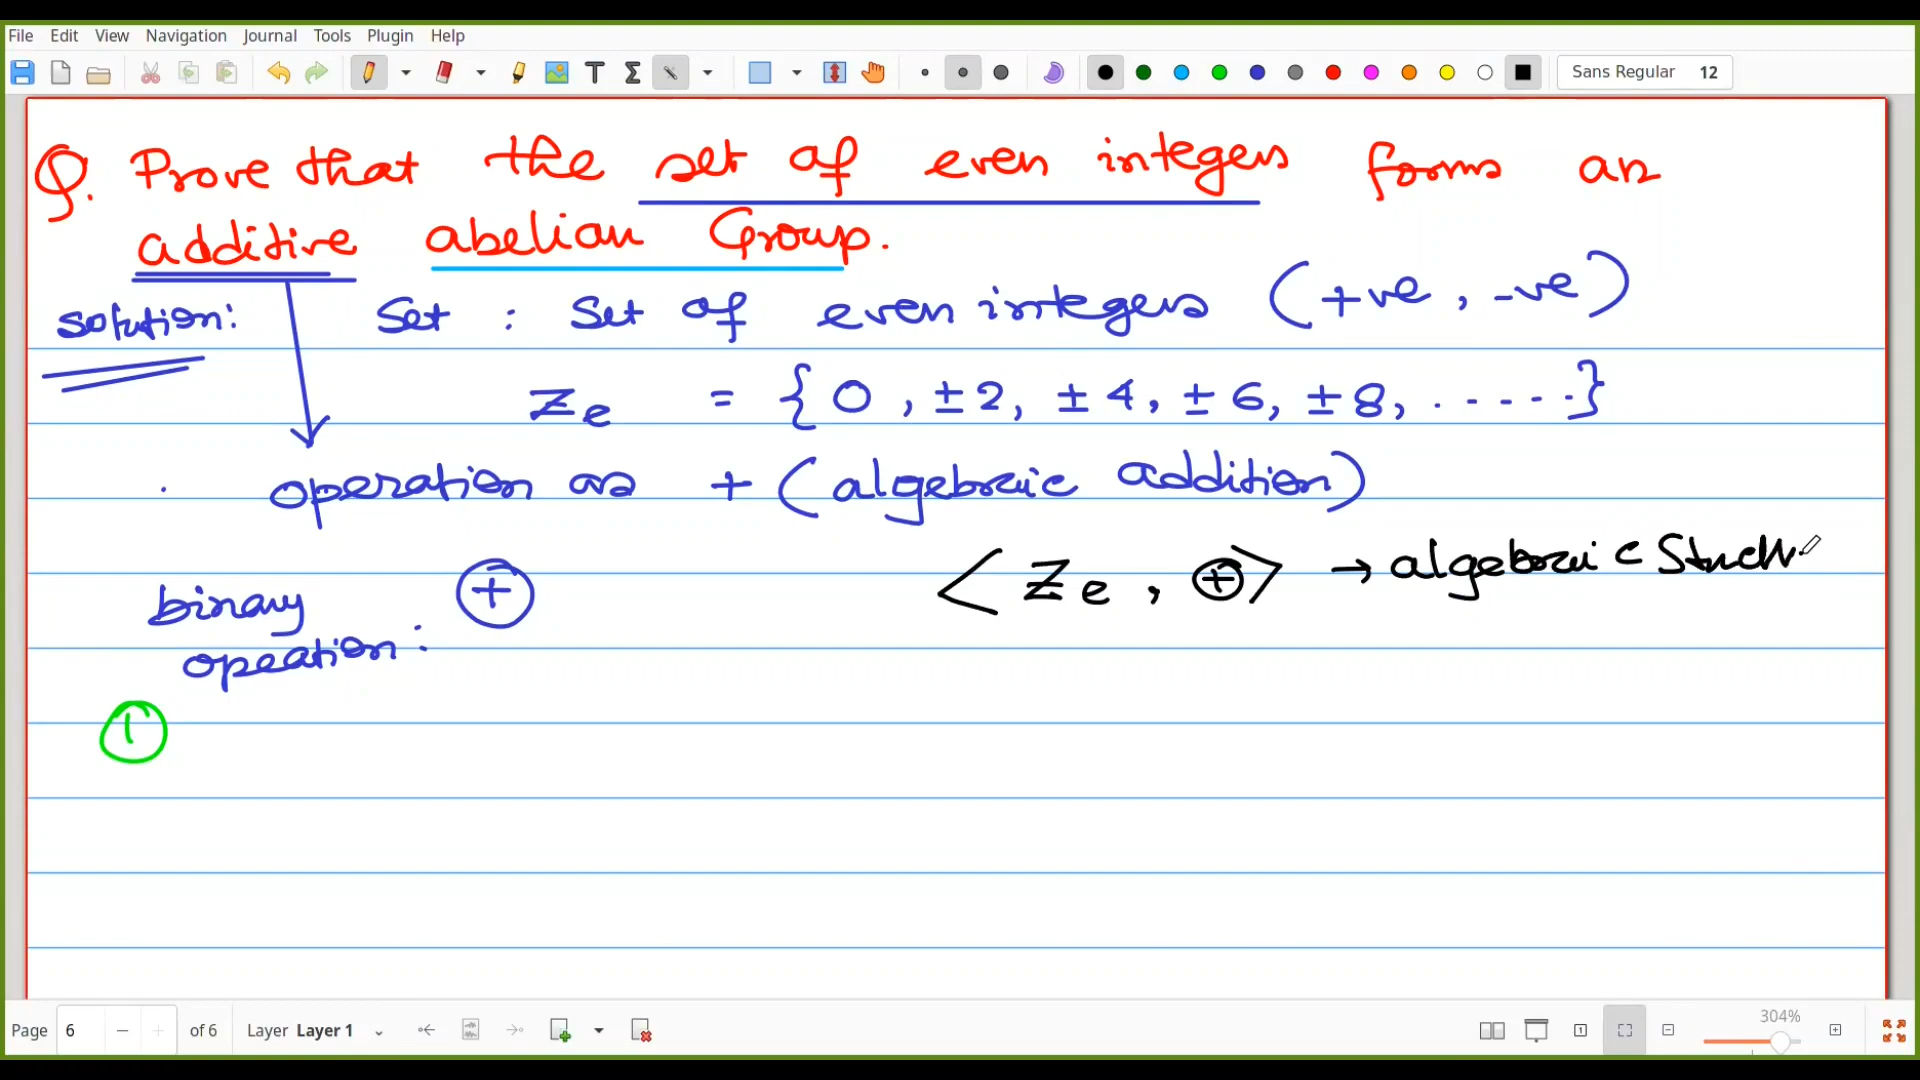 File Edit View Navigation Journal Tools Plugin Help
Sans Regular 12
Q. Prove that the set of even integers forms an
additive abelian Group.
solution: Set : Set of even integers (+ve, -ve)
Ze = {0, ±2, ±4, ±6, ±8, .....}
operation as + (algebraic addition)
binary ⊕ <Ze, ⊕> → algebraic Struct
opeation:
①
Page 6 of 6 Layer Layer 1 304%